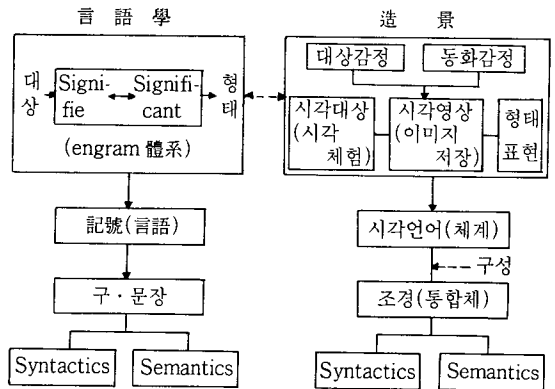 言語學
대상
Signi-
fie
Signifi-
cant
형태
(engram 體系)
記號(言語)
구·문장
Syntactics
Semantics
造景
대상감정
동화감정
시각대상
(시각
체험)
시각영상
(이미지
저장)
형태
표현
시각언어(체계)
구성
조경(통합체)
Syntactics
Semantics